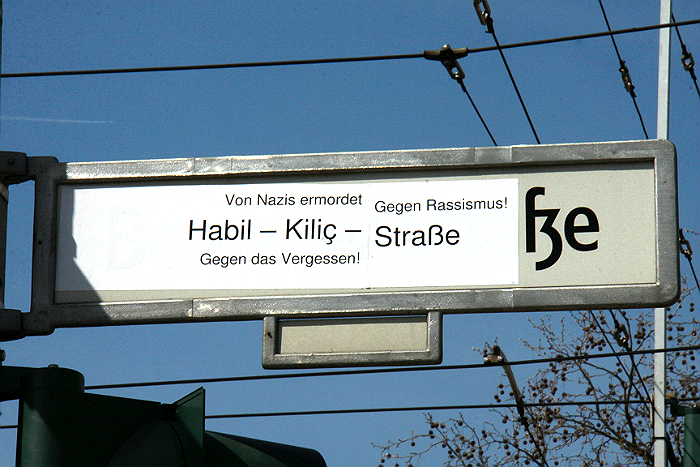 Von Nazis ermordet
Habil – Kiliç –
Gegen das Vergessen!
Gegen Rassismus!
Straße
ße